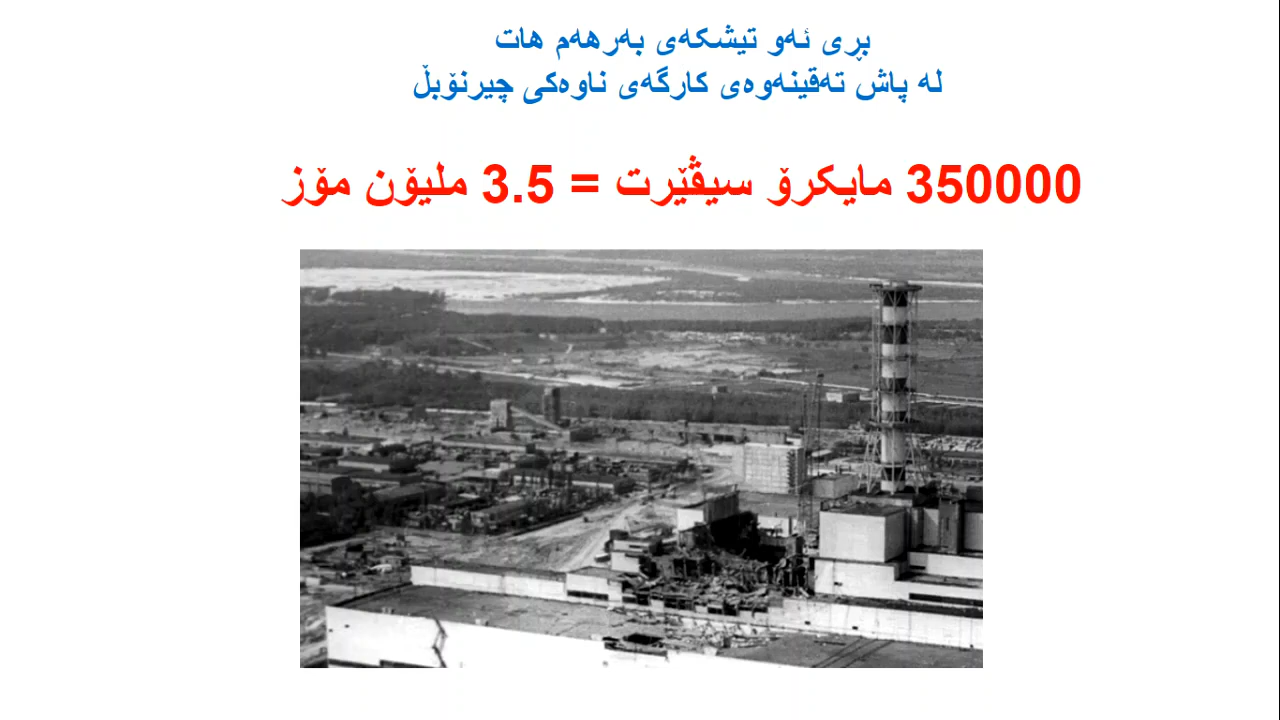 بڕی ئەو تیشکەی بەرهەم هات
لە پاش تەقینەوەی کارگەی ناوەکی چیرنۆبڵ
350000 مایکرۆ سیڤێرت = 3.5 ملیۆن مۆز